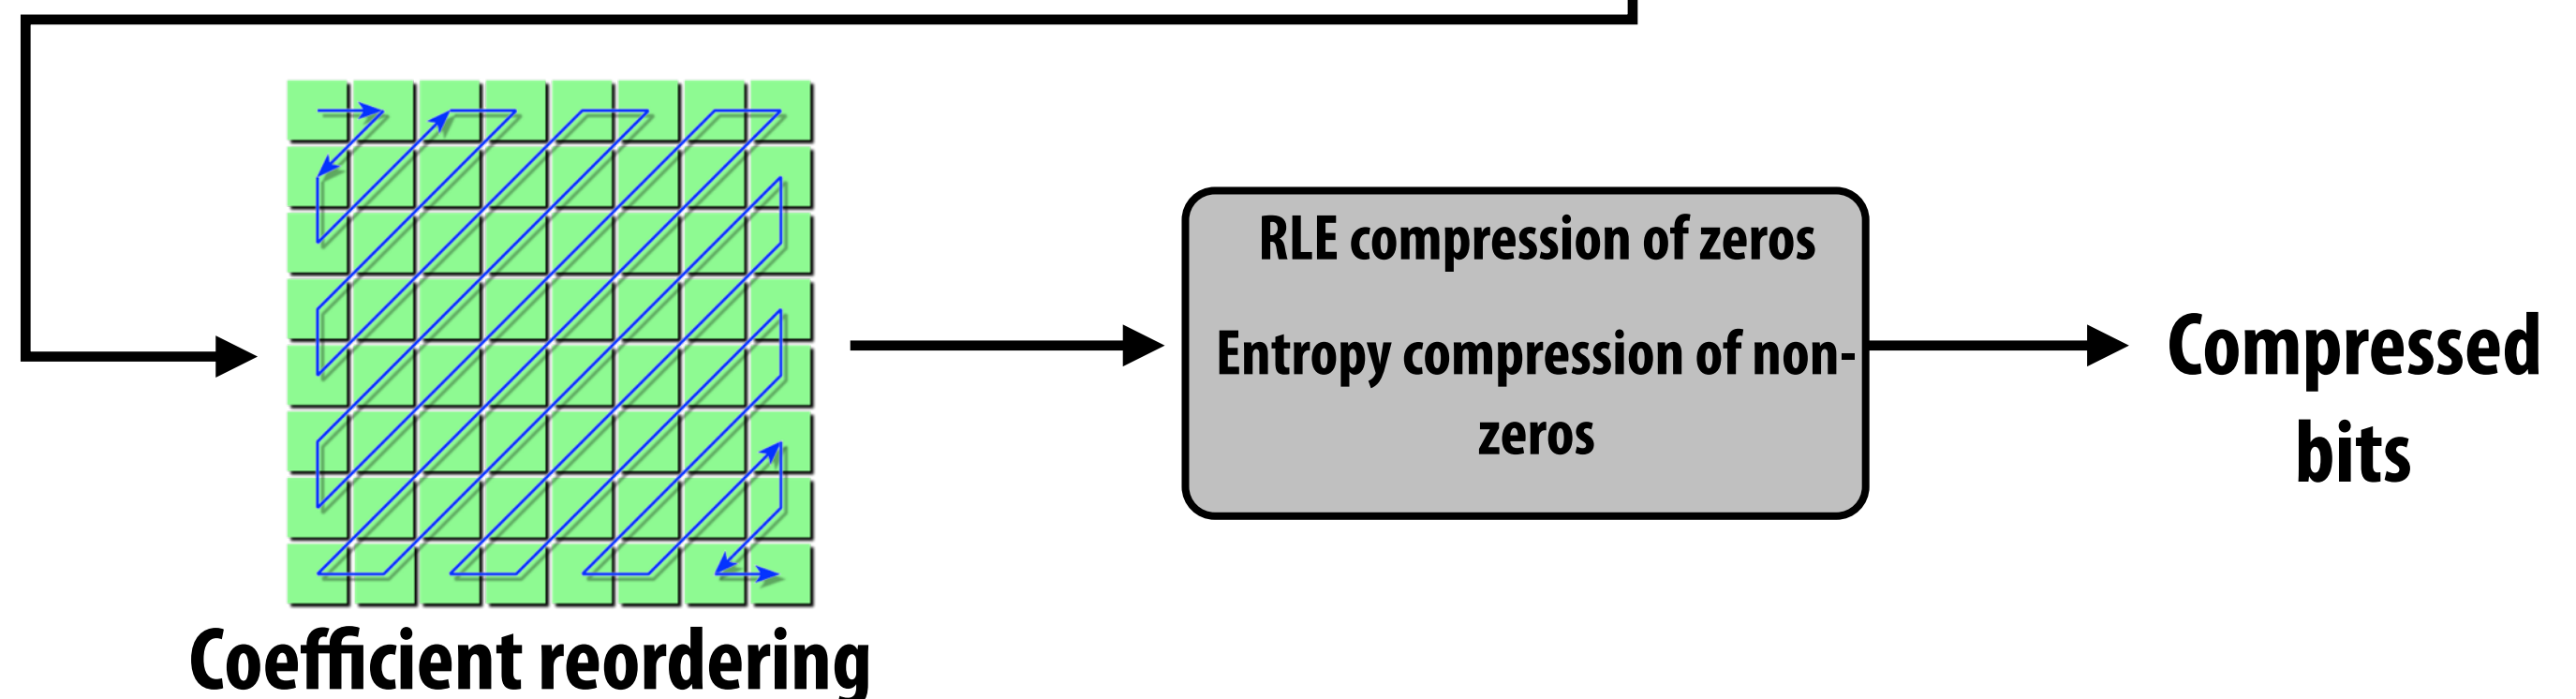 RLE compression of zeros
Entropy compression of non-
zeros
Compressed
bits
Coefficient reordering